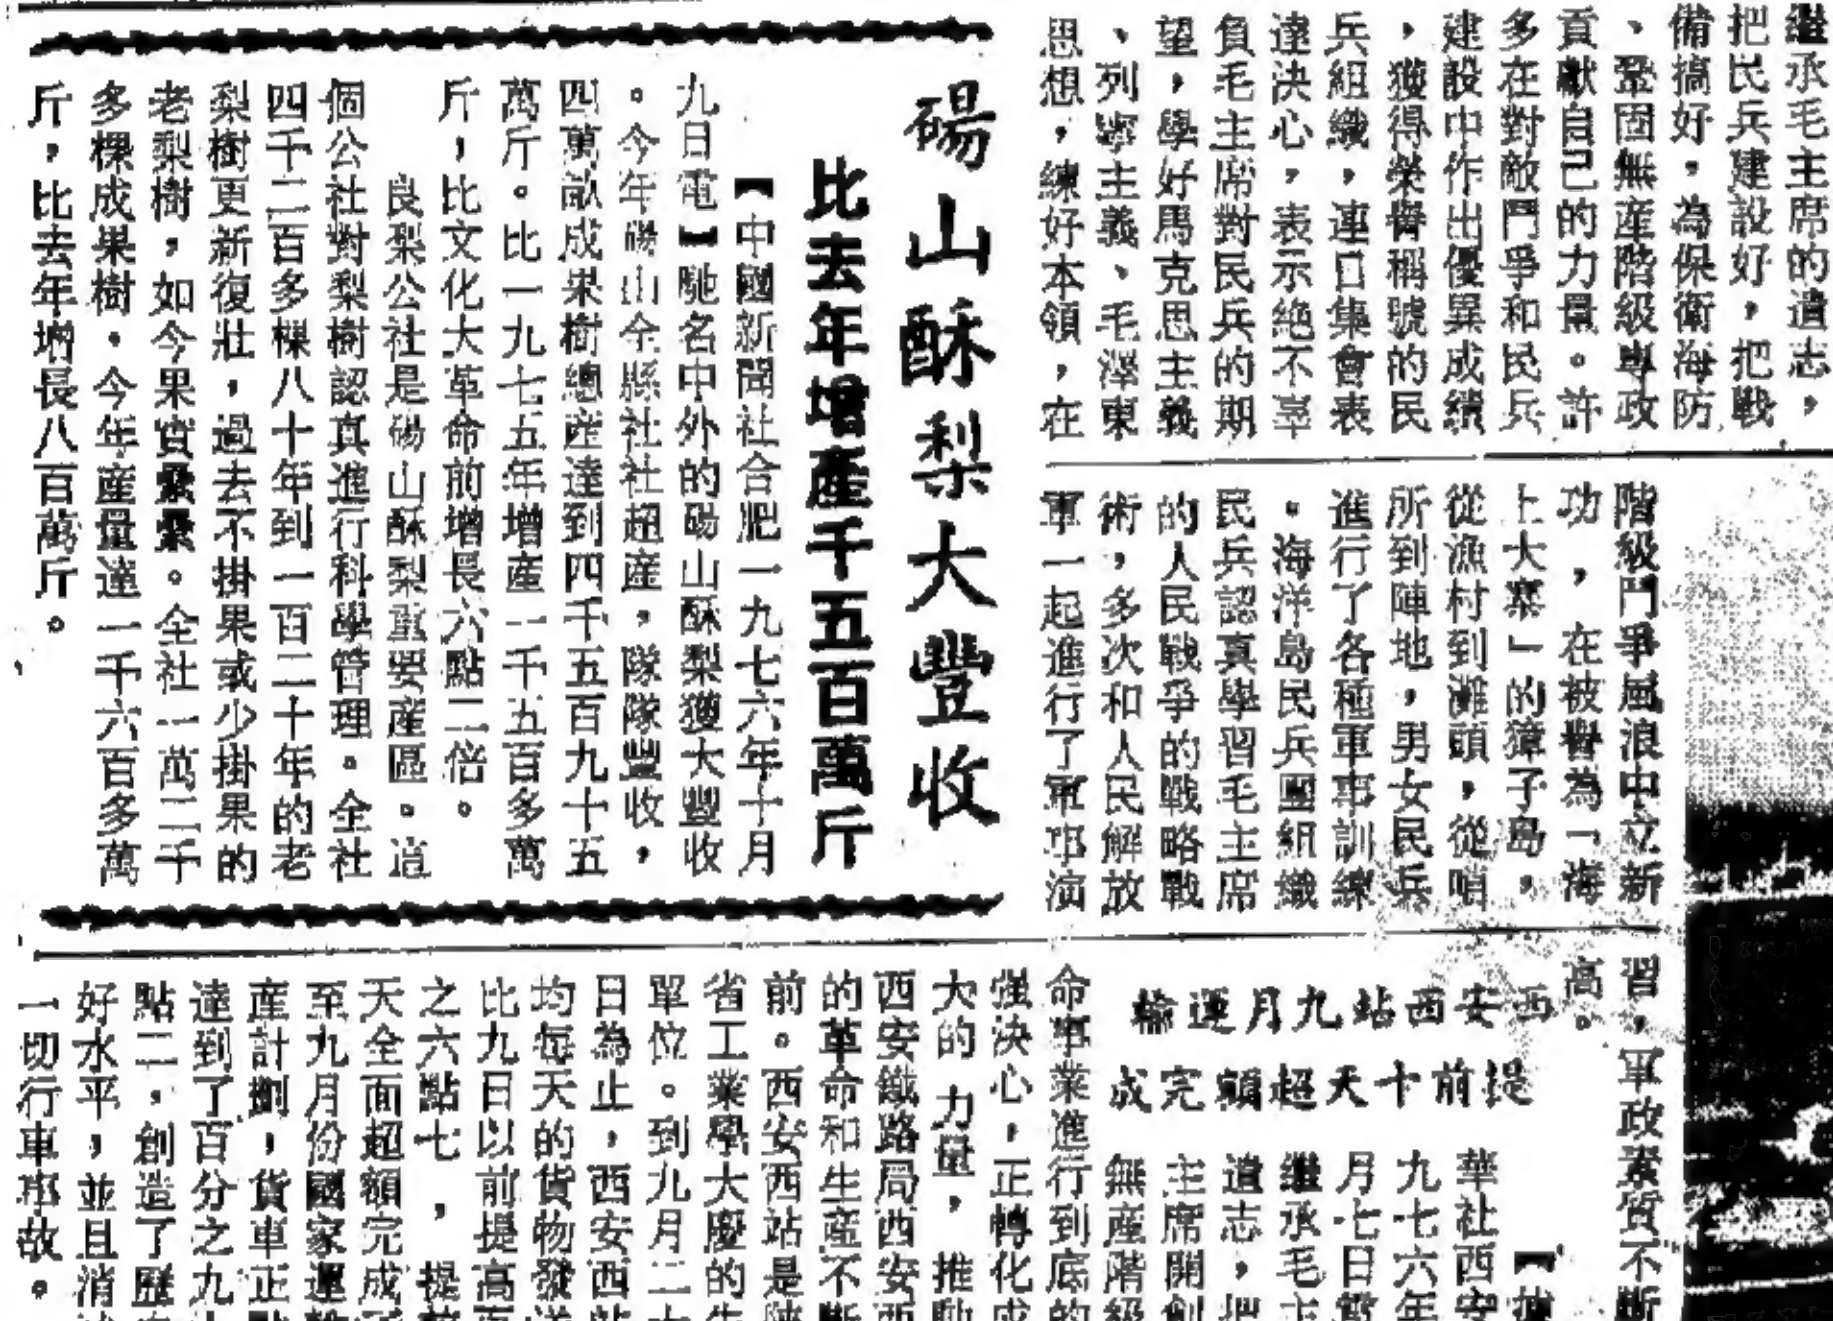 繼承毛主席的遺志，
把民兵建設好，把戰
備搞好，為保衛海防
、鞏固無産階級專政
貢獻自己的力量。許
多在對敵鬥爭和民兵
建設中作出優異成績
，獲得榮譽稱號的民
兵組織，連日集會表
達決心，表示絕不辜
負毛主席對民兵的期
望，學好馬克思主義
、列寧主義、毛澤東
思想，練好本領，在
階級鬥爭風浪中立新
功，在被譽為「海
上大寨」的獐子島，
從漁村到灘頭，從哨
所到陣地，男女民兵
進行了各種軍事訓練
。海洋島民兵團組織
民兵認真學習毛主席
的人民戰爭的戰略戰
術，多次和人民解放
軍一起進行了軍事演
習，軍政素質不斷
高。
碭山酥梨大豐收
比去年增產千五百萬斤
【中國新聞社合肥一九七六年十月
九日電】馳名中外的碭山酥梨獲大豐收
。今年碭山全縣社社超産，隊隊豐收，
四萬畝成果樹總産達到四千五百九十五
萬斤。比一九七五年增産一千五百多萬
斤，比文化大革命前增長六點二倍。
良梨公社是碭山酥梨重要産區。這
個公社對梨樹認真進行科學管理。全社
四千二百多棵八十年到一百二十年的老
梨樹更新復壯，過去不掛果或少掛果的
老梨樹，如今果實纍纍。全社一萬二千
多棵成果樹，今年産量達一千六百多萬
斤，比去年增長八百萬斤。
西安西站九月運輸
提前十天超額完成
華社西安
九七六年
月七日電
繼承毛主
遺志，把
主席開創
無産階級
命事業進行到底的
強決心，正轉化成
大的力量，推動
西安鐵路局西安西
的革命和生産不斷
前。西安西站是陝
省工業學大慶的先
單位。到九月二十
日為止，西安西站
均每天的貨物發送
比九日以前提高百
之六點七，提前
天全面超額完成
至九月份國家運輸
産計劃，貨車正點
達到了百分之九十
點二，創造了歷
好水平，並且消
一切行車事故。